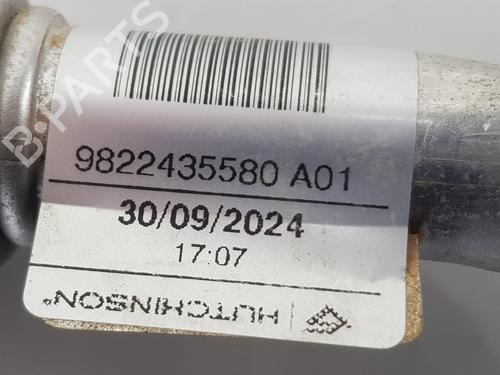 B-PARTS
9822435580 A01
30/09/2024
17:07
HUTCHINSON®